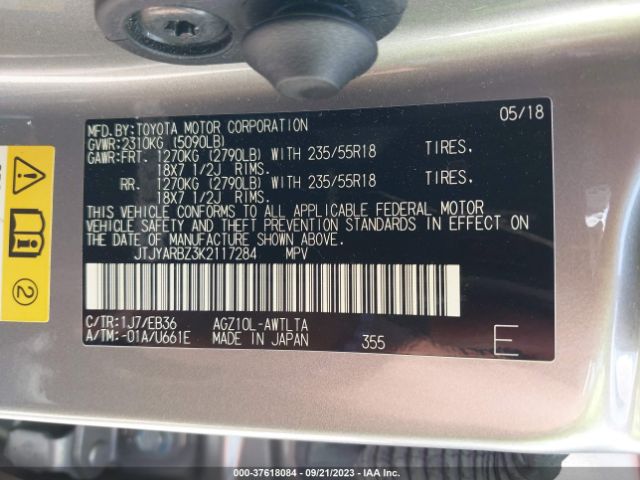 05/18
MFD.BY:TOYOTA MOTOR CORPORATION
GVWR:2310KG (5090LB)
GAWR:FRT. 1270KG (2790LB) WITH 235/55R18 TIRES.
18X7 1/2J RIMS.
RR. 1270KG (2790LB) WITH 235/55R18 TIRES.
18X7 1/2J RIMS.
THIS VEHICLE CONFORMS TO ALL APPLICABLE FEDERAL MOTOR
VEHICLE SAFETY AND THEFT PREVENTION STANDARDS IN EFFECT ON
THE DATE OF MANUFACTURE SHOWN ABOVE.
JTJYARBZ3K2117284 MPV
C/TR:1J7/EB36 AGZ10L-AWTLTA
A/TM:-01A/U661E MADE IN JAPAN 355
E
2
000-37618084 - 09/21/2023 - IAA Inc.